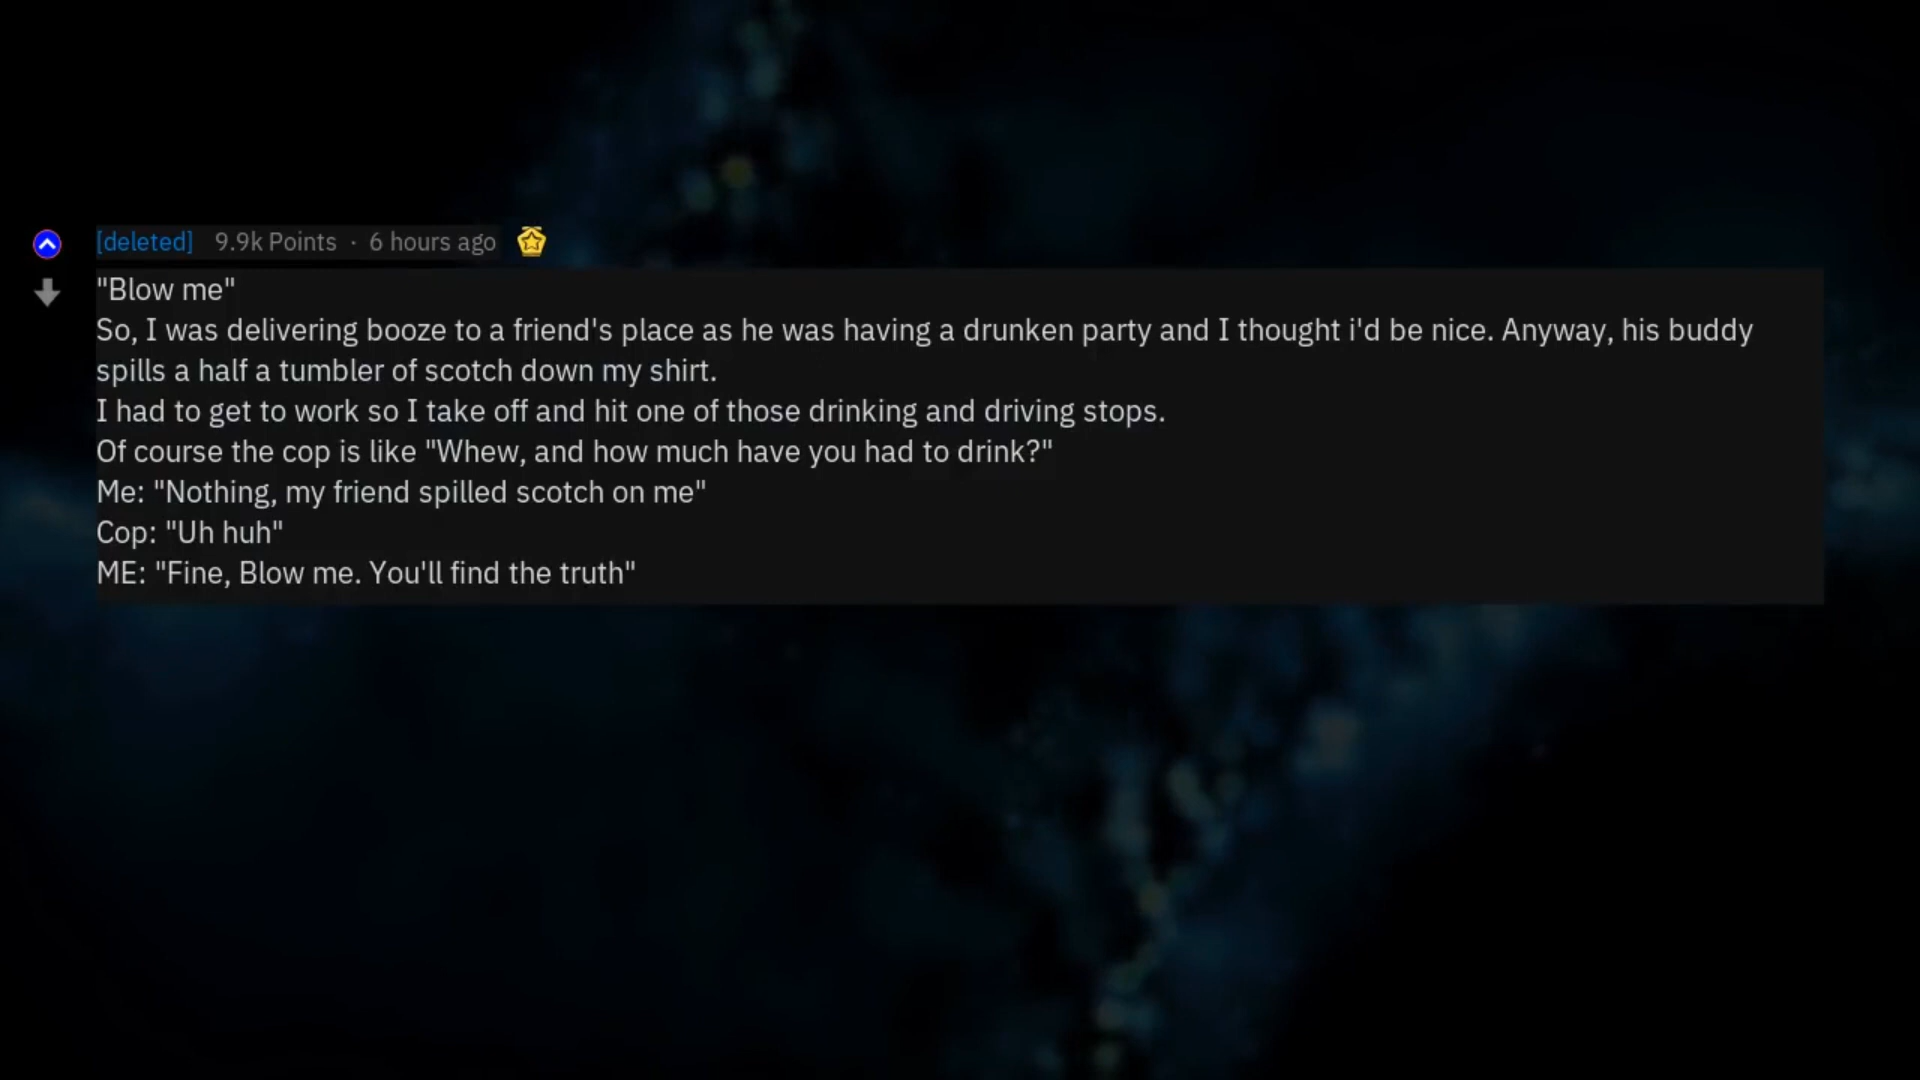 [deleted] 9.9k Points · 6 hours ago
"Blow me"
So, I was delivering booze to a friend's place as he was having a drunken party and I thought i'd be nice. Anyway, his buddy
spills a half a tumbler of scotch down my shirt.
I had to get to work so I take off and hit one of those drinking and driving stops.
Of course the cop is like "Whew, and how much have you had to drink?"
Me: "Nothing, my friend spilled scotch on me"
Cop: "Uh huh"
ME: "Fine, Blow me. You'll find the truth"